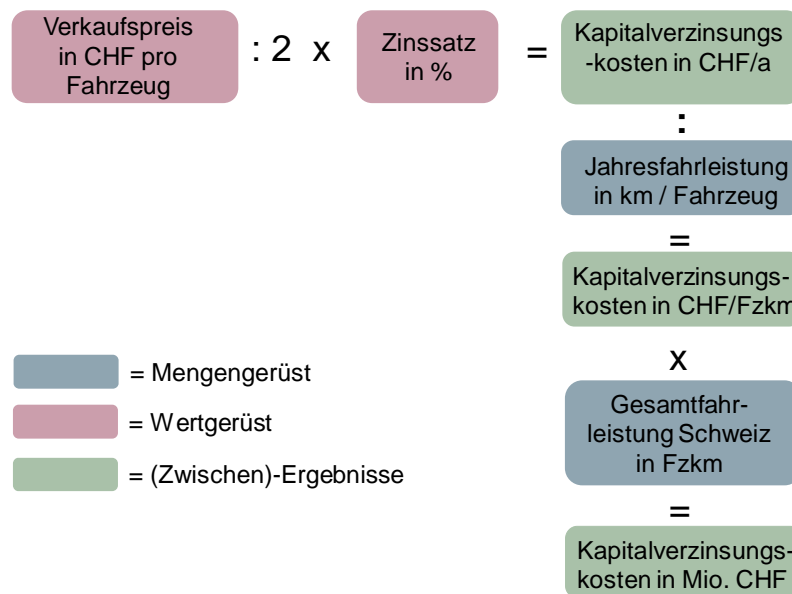 Verkaufspreis
in CHF pro
Fahrzeug
: 2 x
Zinssatz
in %
=
Kapitalverzinsungs
-kosten in CHF/a
:
Jahresfahrleistung
in km / Fahrzeug
=
Kapitalverzinsungs-
kosten in CHF/Fzkm
x
Gesamtfahr-
leistung Schweiz
in Fzkm
=
Kapitalverzinsungs-
kosten in Mio. CHF
= Mengengerüst
= Wertgerüst
= (Zwischen)-Ergebnisse